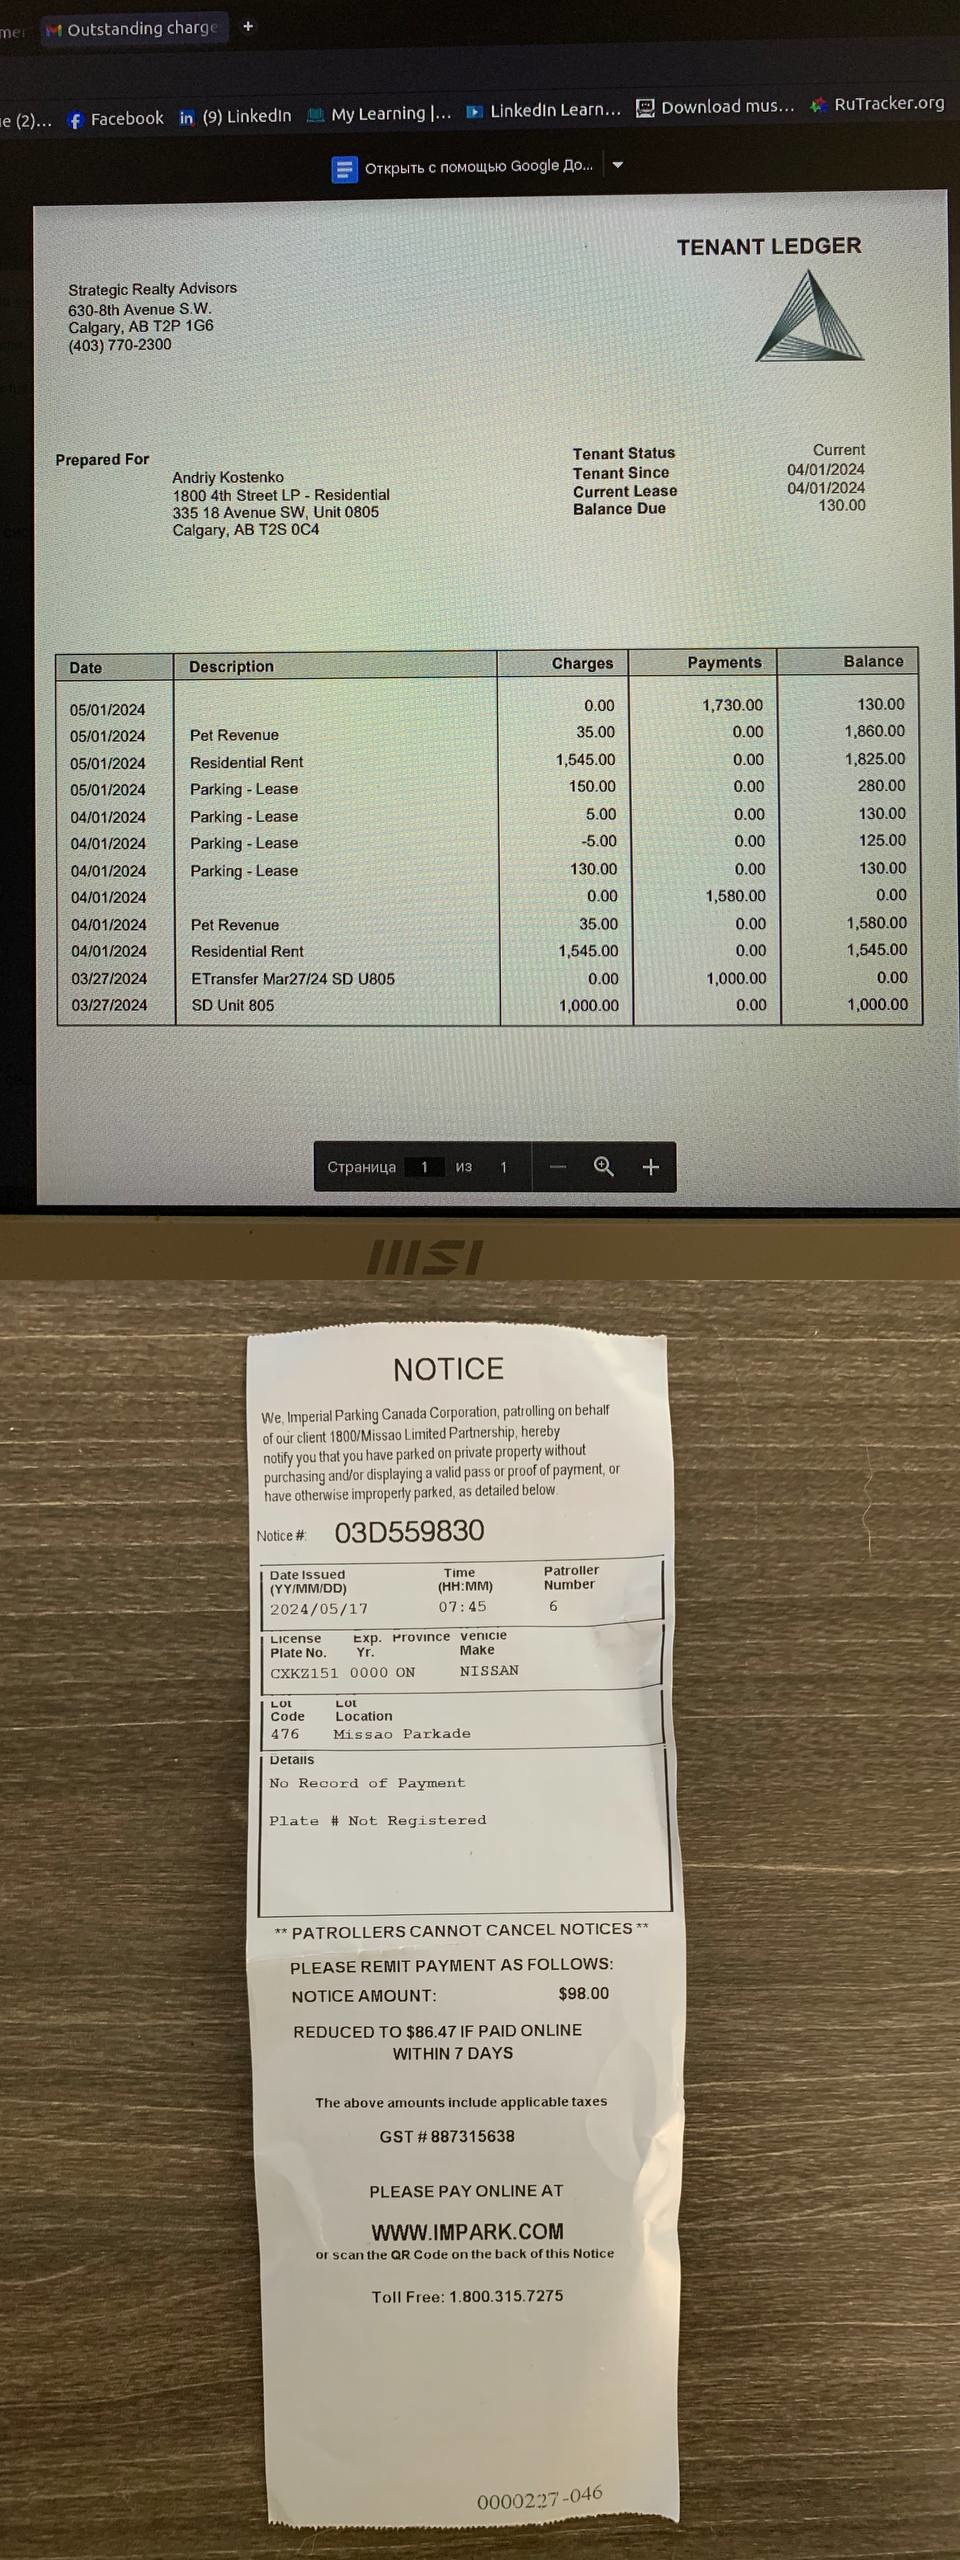 Outstanding charge
+
Facebook
(9) LinkedIn
My Learning |...
LinkedIn Learn...
Download mus...
RuTracker.org
Открыть с помощью Google До...
TENANT LEDGER
Strategic Realty Advisors
630-8th Avenue S.W.
Calgary, AB T2P 1G6
(403) 770-2300
Prepared For
Andriy Kostenko
1800 4th Street LP - Residential
335 18 Avenue SW, Unit 0805
Calgary, AB T2S 0C4
Tenant Status Current
Tenant Since 04/01/2024
Current Lease 04/01/2024
Balance Due 130.00
Date Description Charges Payments Balance
05/01/2024 0.00 1,730.00 130.00
05/01/2024 Pet Revenue 35.00 0.00 1,860.00
05/01/2024 Residential Rent 1,545.00 0.00 1,825.00
05/01/2024 Parking - Lease 150.00 0.00 280.00
04/01/2024 Parking - Lease 5.00 0.00 130.00
04/01/2024 Parking - Lease -5.00 0.00 125.00
04/01/2024 Parking - Lease 130.00 0.00 130.00
04/01/2024 0.00 1,580.00 0.00
04/01/2024 Pet Revenue 35.00 0.00 1,580.00
04/01/2024 Residential Rent 1,545.00 0.00 1,545.00
03/27/2024 ETransfer Mar27/24 SD U805 0.00 1,000.00 0.00
03/27/2024 SD Unit 805 1,000.00 0.00 1,000.00
Страница 1 из 1
msi
NOTICE
We, Imperial Parking Canada Corporation, patrolling on behalf
of our client 1800/Missao Limited Partnership, hereby
notify you that you have parked on private property without
purchasing and/or displaying a valid pass or proof of payment, or
have otherwise improperly parked, as detailed below.
Notice #: 03D559830
Date Issued Time Patroller
(YY/MM/DD) (HH:MM) Number
2024/05/17 07:45 6
License Exp. Province Vehicle
Plate No. Yr. Make
CXKZ151 0000 ON NISSAN
Lot Lot
Code Location
476 Missao Parkade
Details
No Record of Payment
Plate # Not Registered
** PATROLLERS CANNOT CANCEL NOTICES **
PLEASE REMIT PAYMENT AS FOLLOWS:
NOTICE AMOUNT: $98.00
REDUCED TO $86.47 IF PAID ONLINE
WITHIN 7 DAYS
The above amounts include applicable taxes
GST # 887315638
PLEASE PAY ONLINE AT
WWW.IMPARK.COM
or scan the QR Code on the back of this Notice
Toll Free: 1.800.315.7275
0000227-046